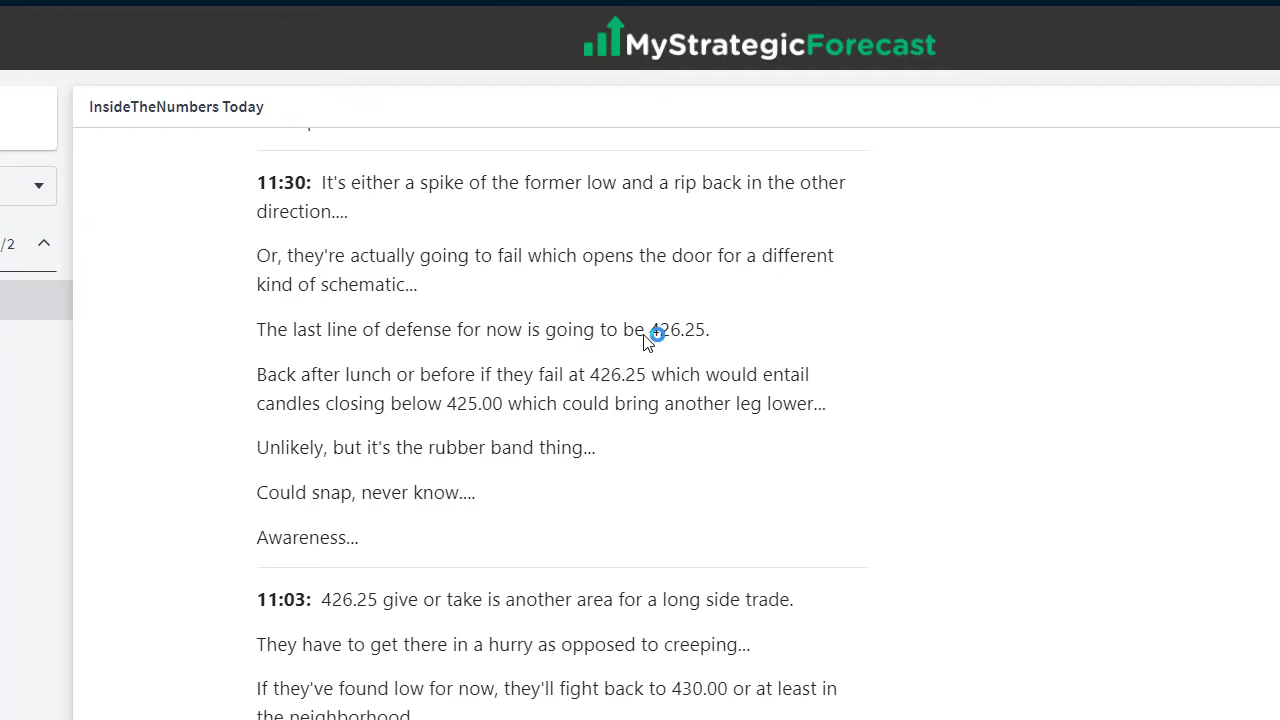 MyStrategicForecast
InsideTheNumbers Today
11:30: It's either a spike of the former low and a rip back in the other
direction....
Or, they're actually going to fail which opens the door for a different
/2
kind of schematic...
The last line of defense for now is going to be 426.25.
Back after lunch or before if they fail at 426.25 which would entail
candles closing below 425.00 which could bring another leg lower...
Unlikely, but it's the rubber band thing...
Could snap, never know....
Awareness...
11:03: 426.25 give or take is another area for a long side trade.
They have to get there in a hurry as opposed to creeping...
If they've found low for now, they'll fight back to 430.00 or at least in
the neighborhood